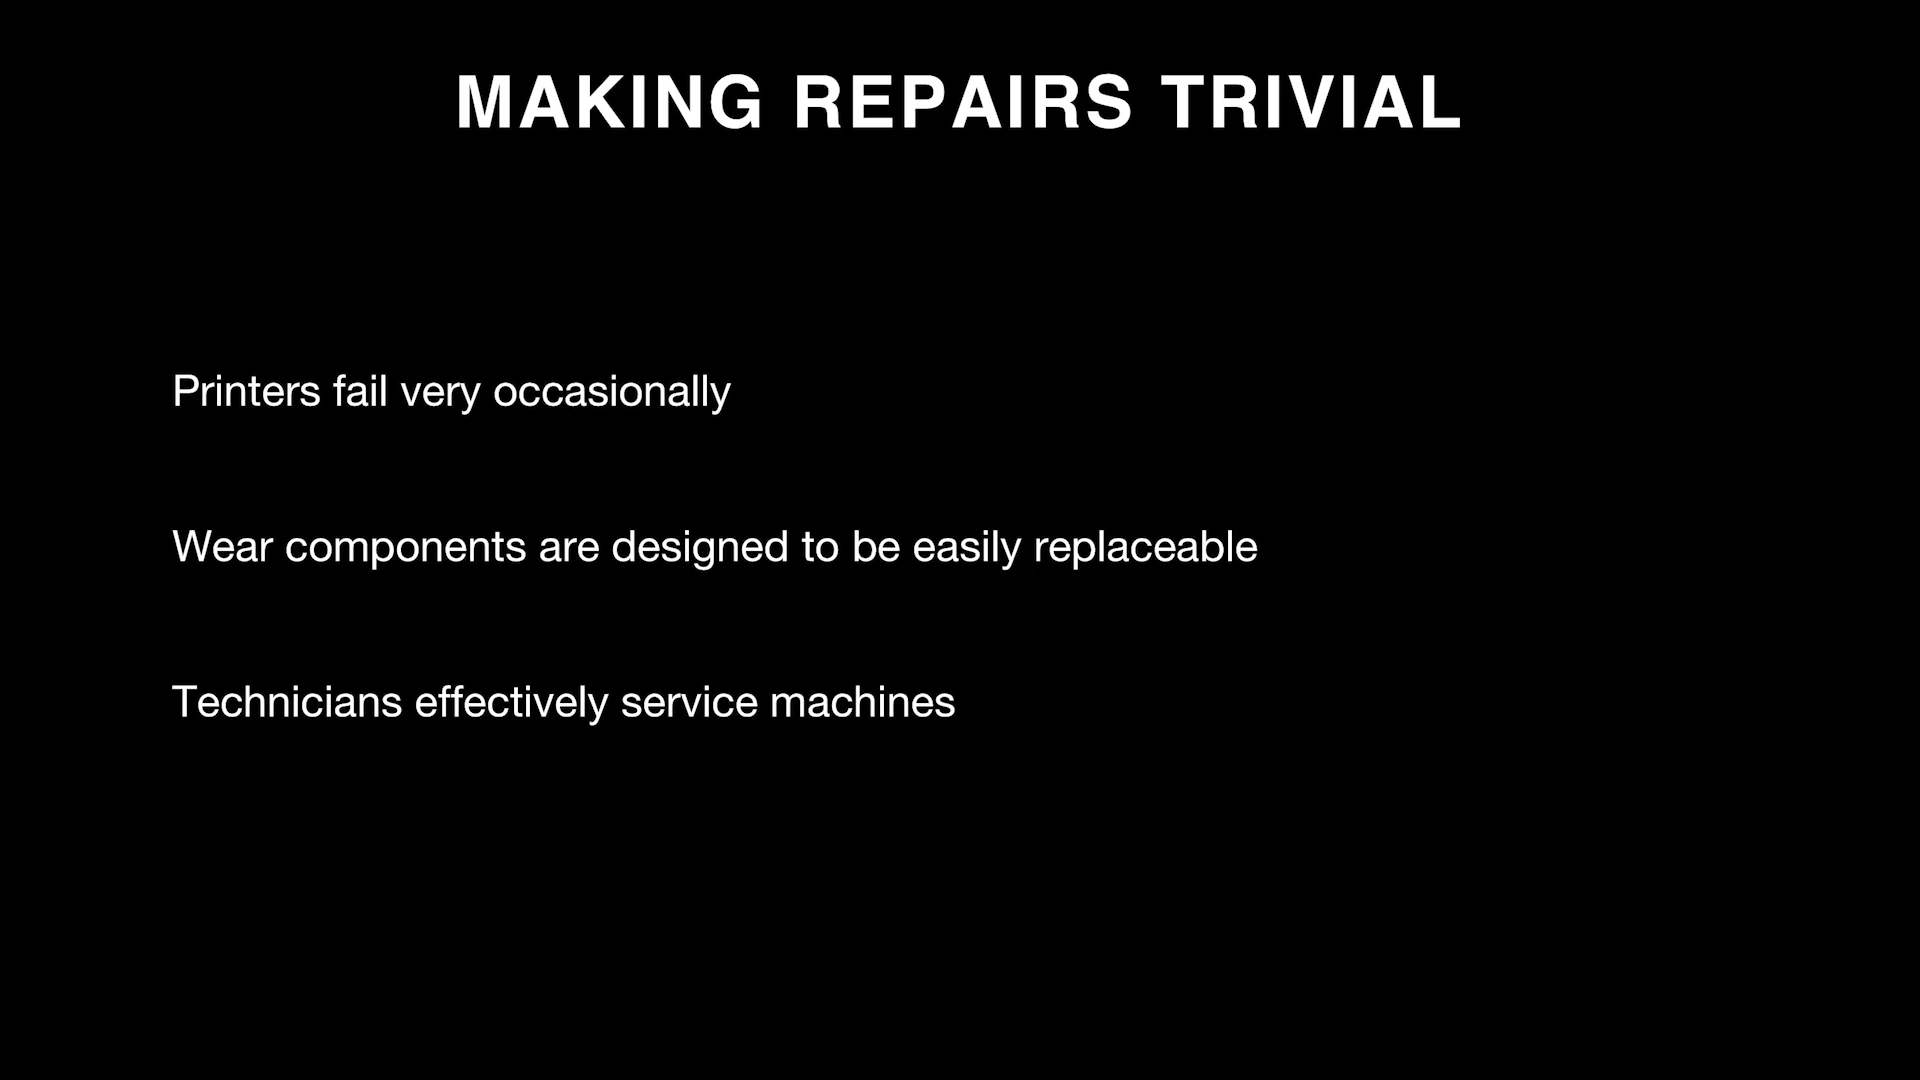 MAKING REPAIRS TRIVIAL
Printers fail very occasionally
Wear components are designed to be easily replaceable
Technicians effectively service machines